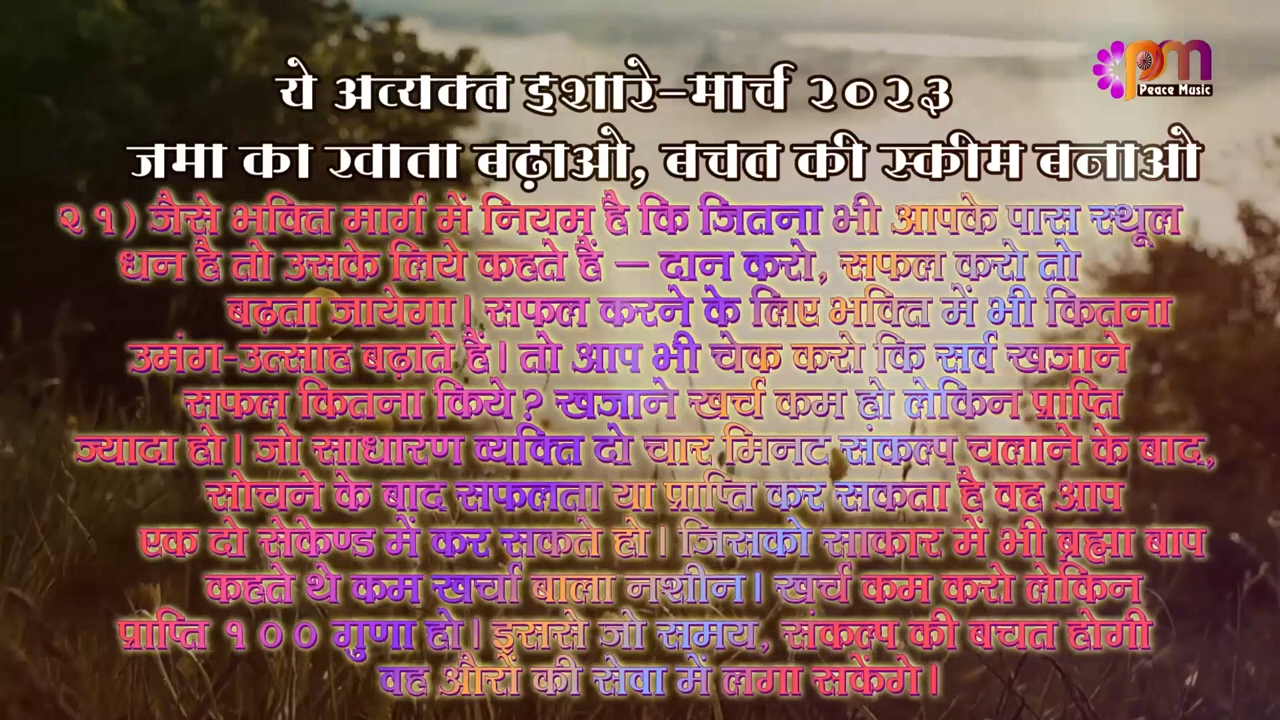 ये अव्यक्त इशारे-मार्च २०२३
pm
Peace Music
जमा का खाता बढ़ाओ, बचत की स्कीम बनाओ
२१) जैसे भक्ति मार्ग में नियम है कि जितना भी आपके पास स्थूल
धन है तो उसके लिये कहते हैं – दान करो, सफल करो तो
बढ़ता जायेगा। सफल करने के लिए भक्ति में भी कितना
उमंग-उत्साह बढ़ाते हैं। तो आप भी चेक करो कि सर्व खजाने
सफल कितना किये? खजाने खर्च कम हो लेकिन प्राप्ति
ज्यादा हो। जो साधारण व्यक्ति दो चार मिनट संकल्प चलाने के बाद,
सोचने के बाद सफलता या प्राप्ति कर सकता है वह आप
एक दो सेकेण्ड में कर सकते हो। जिसको साकार में भी ब्रह्मा बाप
कहते थे कम खर्चा बाला नशीन। खर्च कम करो लेकिन
प्राप्ति १०० गुणा हो। इससे जो समय, संकल्प की बचत होगी
वह औरों की सेवा में लगा सकेंगे।